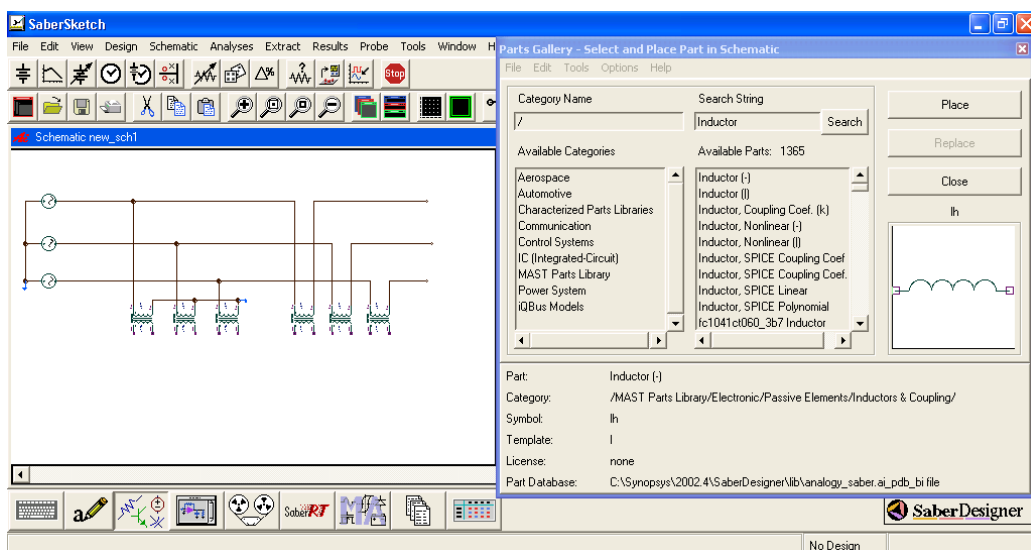 SaberSketch
File Edit View Design Schematic Analyses Extract Results Probe Tools Window H
Stop
Schematic new_sch1
Parts Gallery - Select and Place Part in Schematic
File Edit Tools Options Help
Category Name
/
Search String
Inductor
Search
Available Categories
Aerospace
Automotive
Characterized Parts Libraries
Communication
Control Systems
IC (Integrated-Circuit)
MAST Parts Library
Power System
iQBus Models
Available Parts: 1365
Inductor (-)
Inductor (|)
Inductor, Coupling Coef. (k)
Inductor, Nonlinear (-)
Inductor, Nonlinear (|)
Inductor, SPICE Coupling Coef
Inductor, SPICE Coupling Coef.
Inductor, SPICE Linear
Inductor, SPICE Polynomial
fc1041ct060_3b7 Inductor
Place
Replace
Close
lh
Part: Inductor (-)
Category: /MAST Parts Library/Electronic/Passive Elements/Inductors & Coupling/
Symbol: lh
Template: l
License: none
Part Database: C:\Synopsys\2002.4\SaberDesigner\lib\analogy_saber.ai_pdb_bi file
a
Saber RT
MA
SaberDesigner
No Design